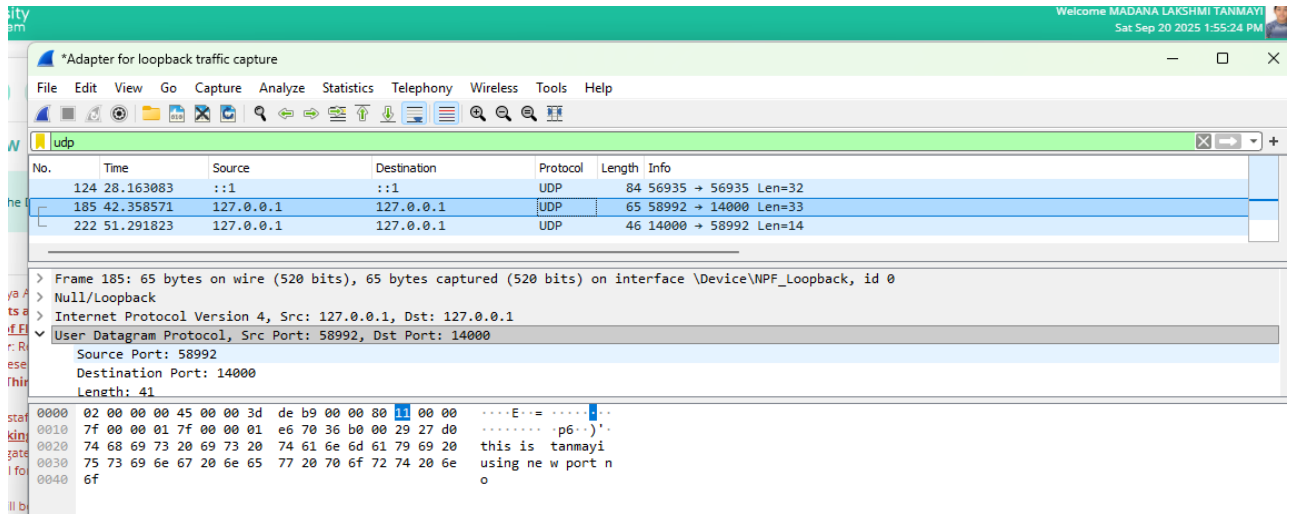 sity
am
Welcome MADANA LAKSHMI TANMAYI
Sat Sep 20 2025 1:55:24 PM
*Adapter for loopback traffic capture
File Edit View Go Capture Analyze Statistics Telephony Wireless Tools Help
udp
No. Time Source Destination Protocol Length Info
124 28.163083 ::1 ::1 UDP 84 56935 → 56935 Len=32
185 42.358571 127.0.0.1 127.0.0.1 UDP 65 58992 → 14000 Len=33
222 51.291823 127.0.0.1 127.0.0.1 UDP 46 14000 → 58992 Len=14
> Frame 185: 65 bytes on wire (520 bits), 65 bytes captured (520 bits) on interface \Device\NPF_Loopback, id 0
> Null/Loopback
> Internet Protocol Version 4, Src: 127.0.0.1, Dst: 127.0.0.1
User Datagram Protocol, Src Port: 58992, Dst Port: 14000
Source Port: 58992
Destination Port: 14000
Length: 41
0000 02 00 00 00 45 00 00 3d de b9 00 00 80 11 00 00 ····E··= ········
0010 7f 00 00 01 7f 00 00 01 e6 70 36 b0 00 29 27 d0 ········ ·p6··)'·
0020 74 68 69 73 20 69 73 20 74 61 6e 6d 61 79 69 20 this is tanmayi
0030 75 73 69 6e 67 20 6e 65 77 20 70 6f 72 74 20 6e using ne w port n
0040 6f o